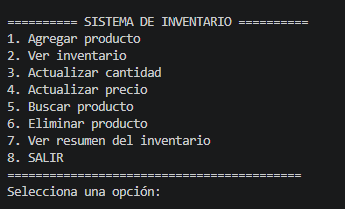 ========== SISTEMA DE INVENTARIO ==========
1. Agregar producto
2. Ver inventario
3. Actualizar cantidad
4. Actualizar precio
5. Buscar producto
6. Eliminar producto
7. Ver resumen del inventario
8. SALIR
==========================================
Selecciona una opción: